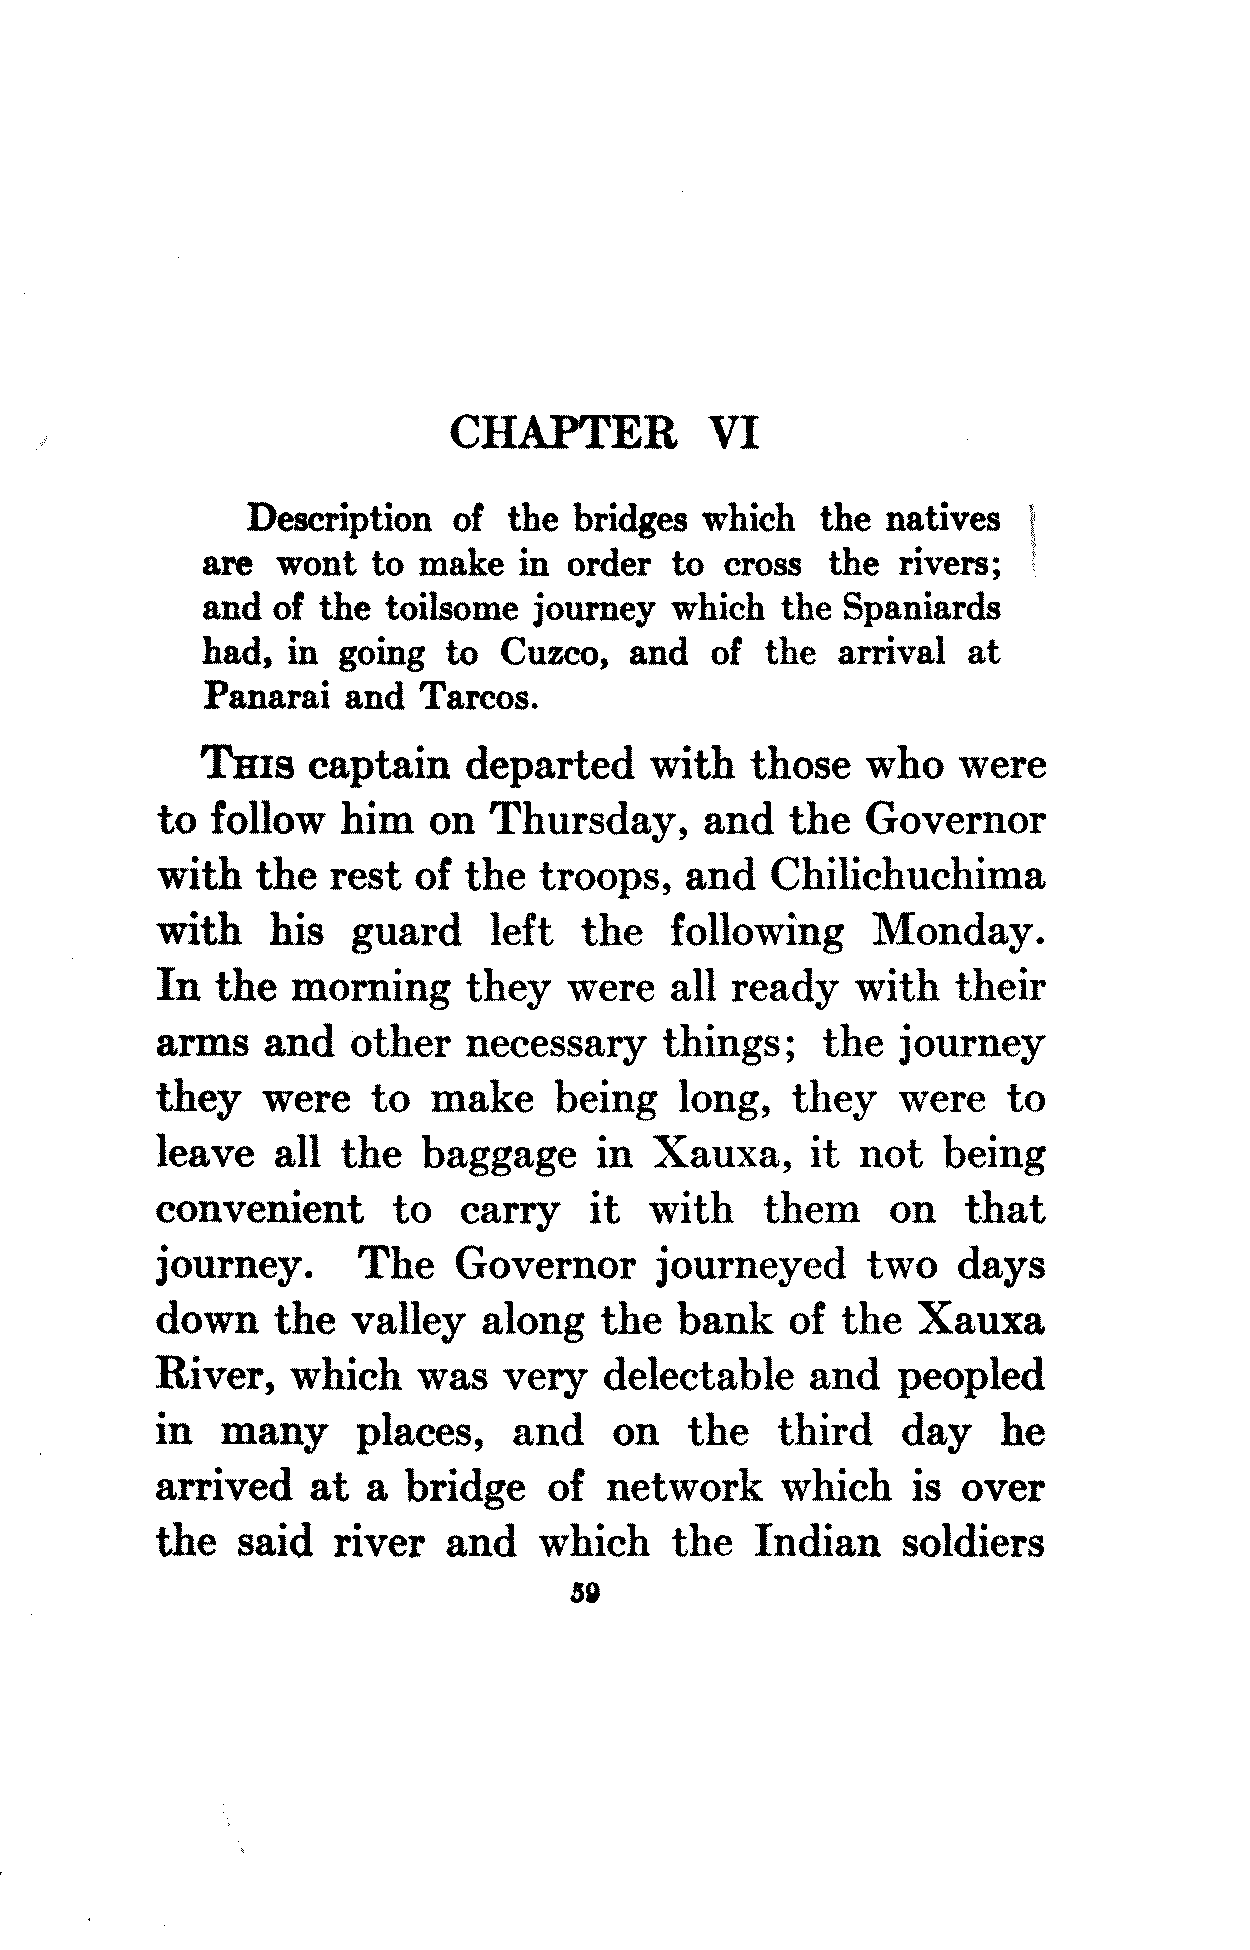 CHAPTER VI
Description of the bridges which the natives
are wont to make in order to cross the rivers;
and of the toilsome journey which the Spaniards
had, in going to Cuzco, and of the arrival at
Panarai and Tarcos.
THIS captain departed with those who were
to follow him on Thursday, and the Governor
with the rest of the troops, and Chilichuchima
with his guard left the following Monday.
In the morning they were all ready with their
arms and other necessary things; the journey
they were to make being long, they were to
leave all the baggage in Xauxa, it not being
convenient to carry it with them on that
journey. The Governor journeyed two days
down the valley along the bank of the Xauxa
River, which was very delectable and peopled
in many places, and on the third day he
arrived at a bridge of network which is over
the said river and which the Indian soldiers
59